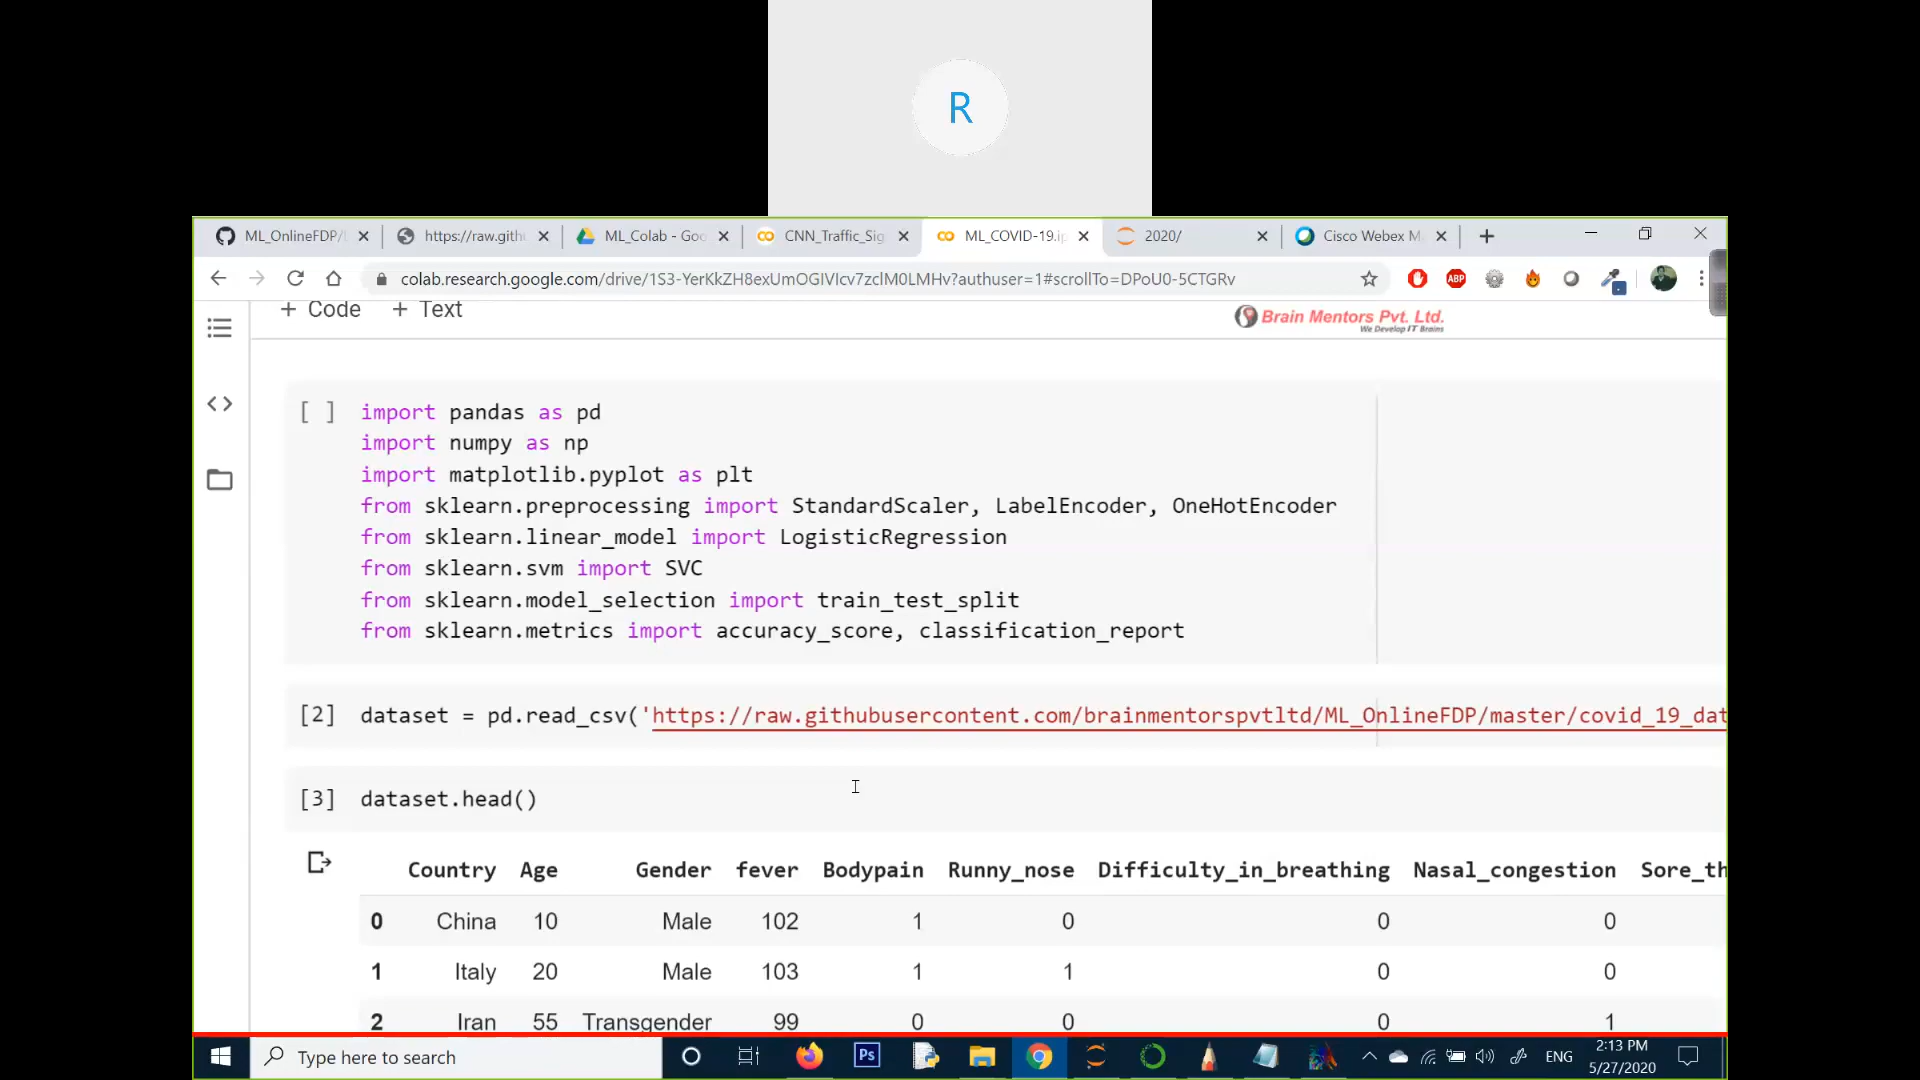 R
ML_OnlineFDP/
https://raw.gith
ML_Colab - Goo
CNN_Traffic_Sig
ML_COVID-19.ip
2020/
Cisco Webex M
colab.research.google.com/drive/1S3-YerKkZH8exUmOGIVIcv7zclM0LMHv?authuser=1#scrollTo=DPoU0-5CTGRv
ABP
+ Code + Text
Brain Mentors Pvt. Ltd.
We Develop IT Brains
[ ] import pandas as pd
import numpy as np
import matplotlib.pyplot as plt
from sklearn.preprocessing import StandardScaler, LabelEncoder, OneHotEncoder
from sklearn.linear_model import LogisticRegression
from sklearn.svm import SVC
from sklearn.model_selection import train_test_split
from sklearn.metrics import accuracy_score, classification_report
[2] dataset = pd.read_csv('https://raw.githubusercontent.com/brainmentorspvtltd/ML_OnlineFDP/master/covid_19_dat
[3] dataset.head()
Country Age Gender fever Bodypain Runny_nose Difficulty_in_breathing Nasal_congestion Sore_th
0 China 10 Male 102 1 0 0 0
1 Italy 20 Male 103 1 1 0 0
2 Iran 55 Transgender 99 0 0 0 1
Type here to search
Ps
ENG
2:13 PM
5/27/2020